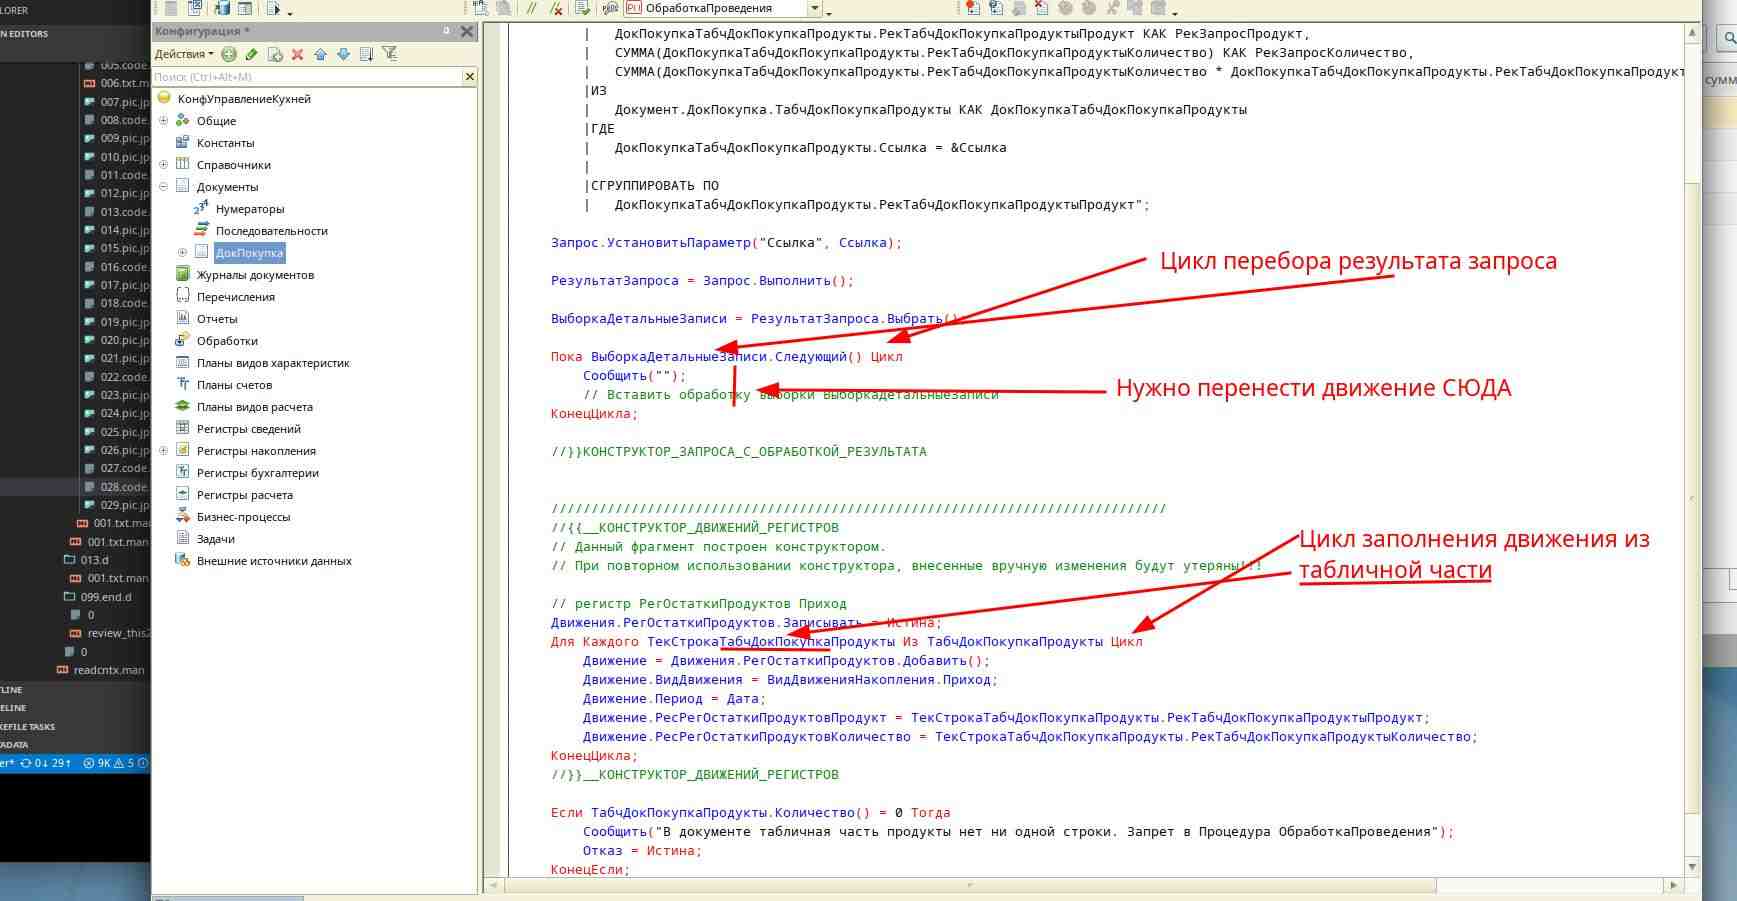 LORER
N EDITORS
005.code.
006.txt.m
007.pic.jp
008.code.
009.pic.jp
010.pic.jp
011.code.
012.pic.jp
013.code.
014.pic.jp
015.pic.jp
016.code.
017.pic.jp
018.code.
019.pic.jp
020.pic.jp
021.pic.jp
022.code.
023.pic.jp
024.pic.jp
025.pic.jp
026.pic.jp
027.code.
028.code.
029.pic.jp
001.txt.ma
001.txt.man
013.d
001.txt.man
099.end.d
0
review_this2
0
readcntx.man
TLINE
ELINE
KEFILE TASKS
ADATA
er* 0↓ 29↑ 9K 5
Конфигурация *
Действия
Поиск (Ctrl+Alt+M)
КонфУправлениеКухней
Общие
Константы
Справочники
Документы
Нумераторы
Последовательности
ДокПокупка
Журналы документов
Перечисления
Отчеты
Обработки
Планы видов характеристик
Планы счетов
Планы видов расчета
Регистры сведений
Регистры накопления
Регистры бухгалтерии
Регистры расчета
Бизнес-процессы
Задачи
Внешние источники данных
ОбработкаПроведения
| ДокПокупкаТабчДокПокупкаПродукты.РекТабчДокПокупкаПродуктыПродукт КАК РекЗапросПродукт,
| СУММА(ДокПокупкаТабчДокПокупкаПродукты.РекТабчДокПокупкаПродуктыКоличество) КАК РекЗапросКоличество,
| СУММА(ДокПокупкаТабчДокПокупкаПродукты.РекТабчДокПокупкаПродуктыКоличество * ДокПокупкаТабчДокПокупкаПродукты.РекТабчДокПокупкаПродукт
|ИЗ
| Документ.ДокПокупка.ТабчДокПокупкаПродукты КАК ДокПокупкаТабчДокПокупкаПродукты
|ГДЕ
| ДокПокупкаТабчДокПокупкаПродукты.Ссылка = &Ссылка
|
|СГРУППИРОВАТЬ ПО
| ДокПокупкаТабчДокПокупкаПродукты.РекТабчДокПокупкаПродуктыПродукт";
Запрос.УстановитьПараметр("Ссылка", Ссылка);
Цикл перебора результата запроса
РезультатЗапроса = Запрос.Выполнить();
ВыборкаДетальныеЗаписи = РезультатЗапроса.Выбрать();
Пока ВыборкаДетальныеЗаписи.Следующий() Цикл
Сообщить("");
Нужно перенести движение СЮДА
// Вставить обработку выборки ВыборкаДетальныеЗаписи
КонецЦикла;
//}}КОНСТРУКТОР_ЗАПРОСА_С_ОБРАБОТКОЙ_РЕЗУЛЬТАТА
/////////////////////////////////////////////////////////////////////////////
//{{__КОНСТРУКТОР_ДВИЖЕНИЙ_РЕГИСТРОВ
Цикл заполнения движения из
табличной части
// Данный фрагмент построен конструктором.
// При повторном использовании конструктора, внесенные вручную изменения будут утеряны!!!
// регистр РегОстаткиПродуктов Приход
Движения.РегОстаткиПродуктов.Записывать = Истина;
Для Каждого ТекСтрокаТабчДокПокупкаПродукты Из ТабчДокПокупкаПродукты Цикл
Движение = Движения.РегОстаткиПродуктов.Добавить();
Движение.ВидДвижения = ВидДвиженияНакопления.Приход;
Движение.Период = Дата;
Движение.РесРегОстаткиПродуктовПродукт = ТекСтрокаТабчДокПокупкаПродукты.РекТабчДокПокупкаПродуктыПродукт;
Движение.РесРегОстаткиПродуктовКоличество = ТекСтрокаТабчДокПокупкаПродукты.РекТабчДокПокупкаПродуктыКоличество;
КонецЦикла;
//}}__КОНСТРУКТОР_ДВИЖЕНИЙ_РЕГИСТРОВ
Если ТабчДокПокупкаПродукты.Количество() = 0 Тогда
Сообщить("В документе табличная часть продукты нет ни одной строки. Запрет в Процедура ОбработкаПроведения");
Отказ = Истина;
КонецЕсли;
сумм